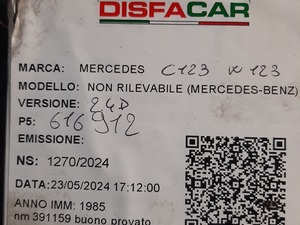 DISFACAR
MARCA: MERCEDES C123 W123
MODELLO: NON RILEVABILE (MERCEDES-BENZ)
VERSIONE: 240D
P5: 616912
EMISSIONE:
NS: 1270/2024
DATA:23/05/2024 17:12:00
ANNO IMM: 1985
nm 391159 buono provato